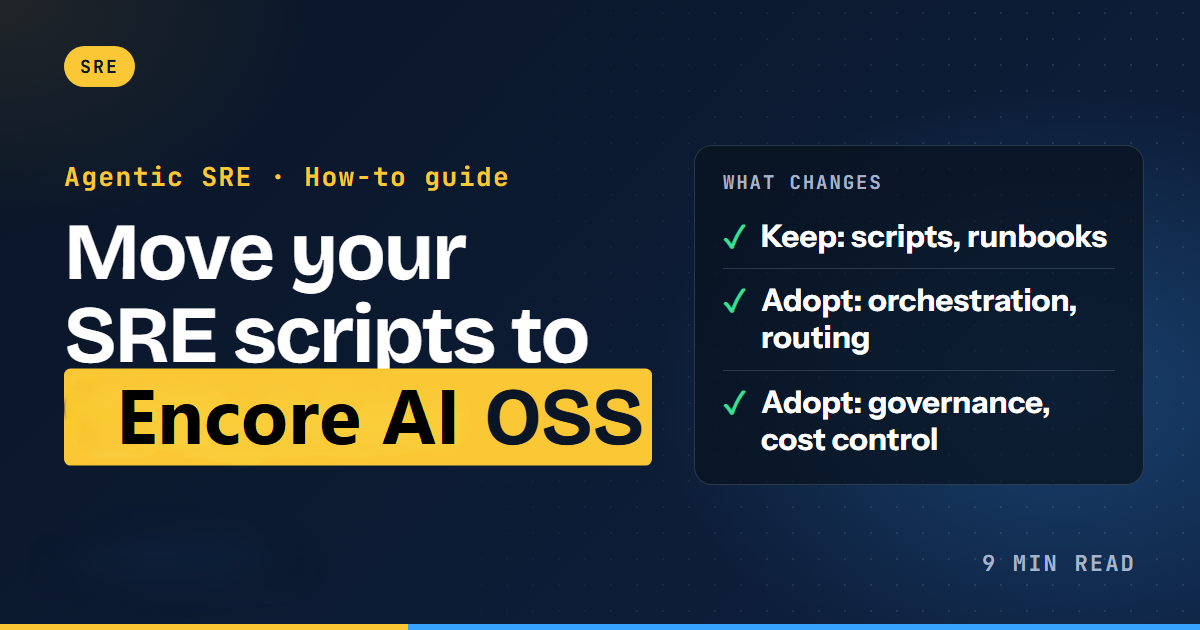 SRE
Agentic SRE · How-to guide
Move your
SRE scripts to
Encore AI OSS
WHAT CHANGES
✓ Keep: scripts, runbooks
✓ Adopt: orchestration,
routing
✓ Adopt: governance,
cost control
9 MIN READ